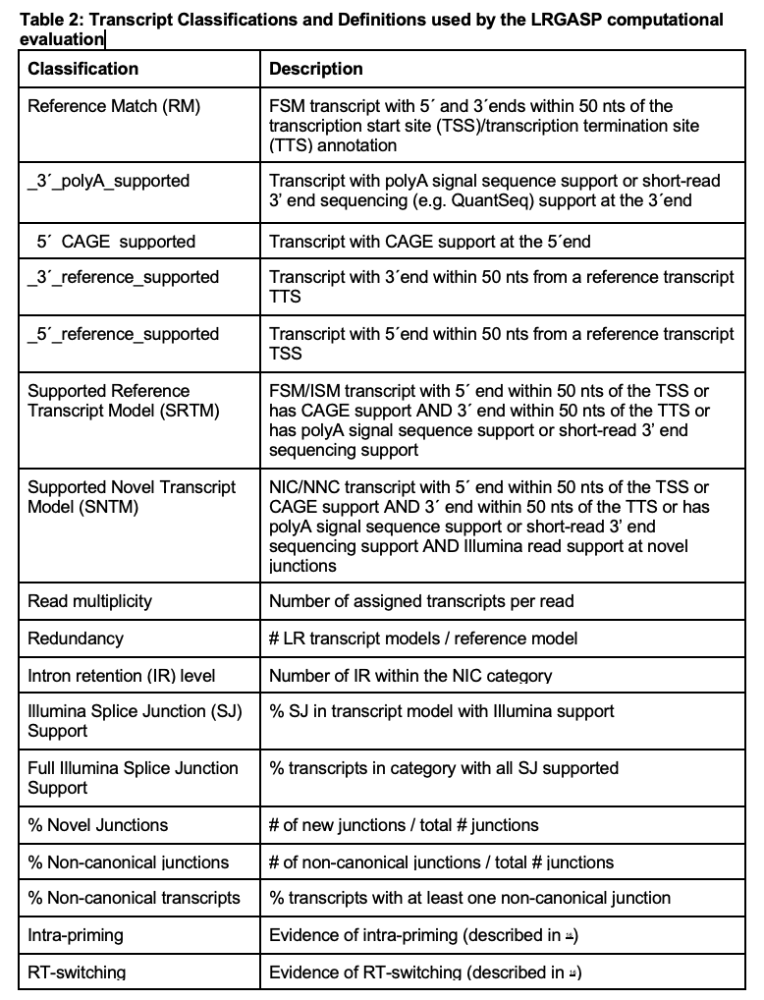 Table 2: Transcript Classifications and Definitions used by the LRGASP computational
evaluation
Classification
Description
Reference Match (RM)
FSM transcript with 5´ and 3´ends within 50 nts of the
transcription start site (TSS)/transcription termination site
(TTS) annotation
_3´_polyA_supported
Transcript with polyA signal sequence support or short-read
3’ end sequencing (e.g. QuantSeq) support at the 3´end
5´ CAGE supported
Transcript with CAGE support at the 5´end
_3´_reference_supported
Transcript with 3´end within 50 nts from a reference transcript
TTS
_5´_reference_supported
Transcript with 5´end within 50 nts from a reference transcript
TSS
Supported Reference
Transcript Model (SRTM)
FSM/ISM transcript with 5´ end within 50 nts of the TSS or
has CAGE support AND 3´ end within 50 nts of the TTS or
has polyA signal sequence support or short-read 3’ end
sequencing support
Supported Novel Transcript
Model (SNTM)
NIC/NNC transcript with 5´ end within 50 nts of the TSS or
CAGE support AND 3´ end within 50 nts of the TTS or has
polyA signal sequence support or short-read 3’ end
sequencing support AND Illumina read support at novel
junctions
Read multiplicity
Number of assigned transcripts per read
Redundancy
# LR transcript models / reference model
Intron retention (IR) level
Number of IR within the NIC category
Illumina Splice Junction (SJ)
Support
% SJ in transcript model with Illumina support
Full Illumina Splice Junction
Support
% transcripts in category with all SJ supported
% Novel Junctions
# of new junctions / total # junctions
% Non-canonical junctions
# of non-canonical junctions / total # junctions
% Non-canonical transcripts
% transcripts with at least one non-canonical junction
Intra-priming
Evidence of intra-priming (described in )
RT-switching
Evidence of RT-switching (described in )